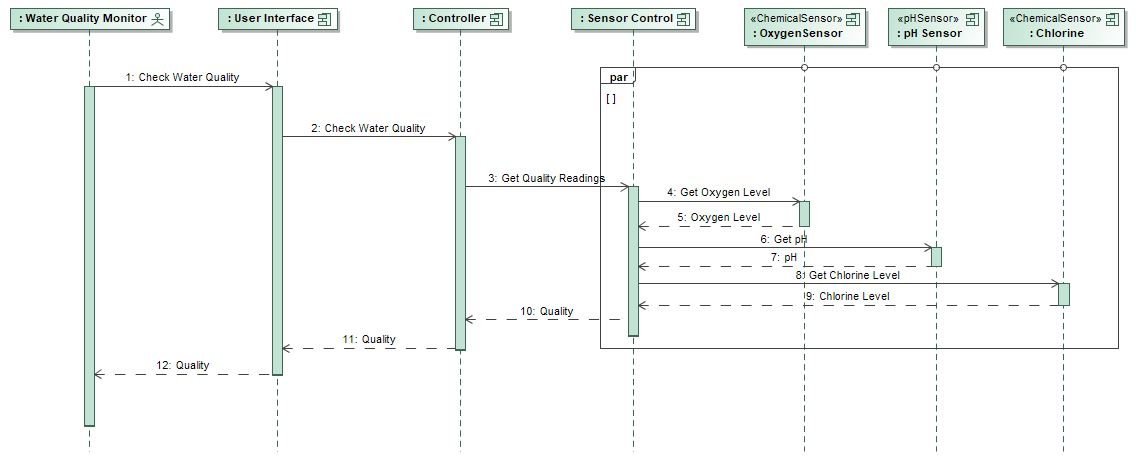 : Water Quality Monitor
: User Interface
: Controller
: Sensor Control
«ChemicalSensor»
: OxygenSensor
«pHSensor»
: pH Sensor
«ChemicalSensor»
: Chlorine
par
[ ]
1: Check Water Quality
2: Check Water Quality
3: Get Quality Readings
4: Get Oxygen Level
5: Oxygen Level
6: Get pH
7: pH
8: Get Chlorine Level
9: Chlorine Level
10: Quality
11: Quality
12: Quality